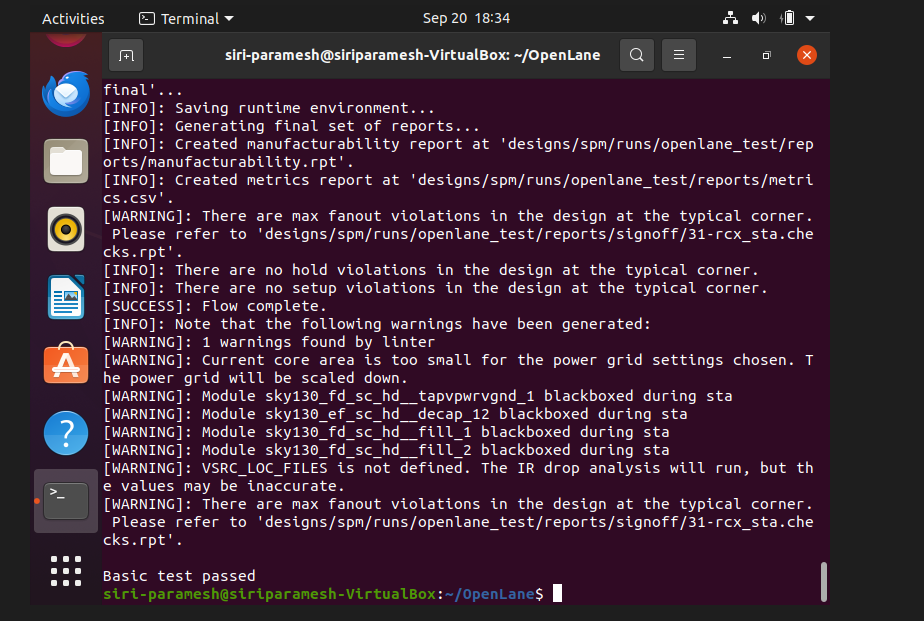 Activities
Terminal
Sep 20 18:34
siri-paramesh@siriparamesh-VirtualBox: ~/OpenLane
final'...
[INFO]: Saving runtime environment...
[INFO]: Generating final set of reports...
[INFO]: Created manufacturability report at 'designs/spm/runs/openlane_test/rep
orts/manufacturability.rpt'.
[INFO]: Created metrics report at 'designs/spm/runs/openlane_test/reports/metri
cs.csv'.
[WARNING]: There are max fanout violations in the design at the typical corner.
 Please refer to 'designs/spm/runs/openlane_test/reports/signoff/31-rcx_sta.che
cks.rpt'.
[INFO]: There are no hold violations in the design at the typical corner.
[INFO]: There are no setup violations in the design at the typical corner.
[SUCCESS]: Flow complete.
[INFO]: Note that the following warnings have been generated:
[WARNING]: 1 warnings found by linter
[WARNING]: Current core area is too small for the power grid settings chosen. T
he power grid will be scaled down.
[WARNING]: Module sky130_fd_sc_hd__tapvpwrvgnd_1 blackboxed during sta
[WARNING]: Module sky130_ef_sc_hd__decap_12 blackboxed during sta
[WARNING]: Module sky130_fd_sc_hd__fill_1 blackboxed during sta
[WARNING]: Module sky130_fd_sc_hd__fill_2 blackboxed during sta
[WARNING]: VSRC_LOC_FILES is not defined. The IR drop analysis will run, but th
e values may be inaccurate.
[WARNING]: There are max fanout violations in the design at the typical corner.
 Please refer to 'designs/spm/runs/openlane_test/reports/signoff/31-rcx_sta.che
cks.rpt'.
Basic test passed
siri-paramesh@siriparamesh-VirtualBox:~/OpenLane$